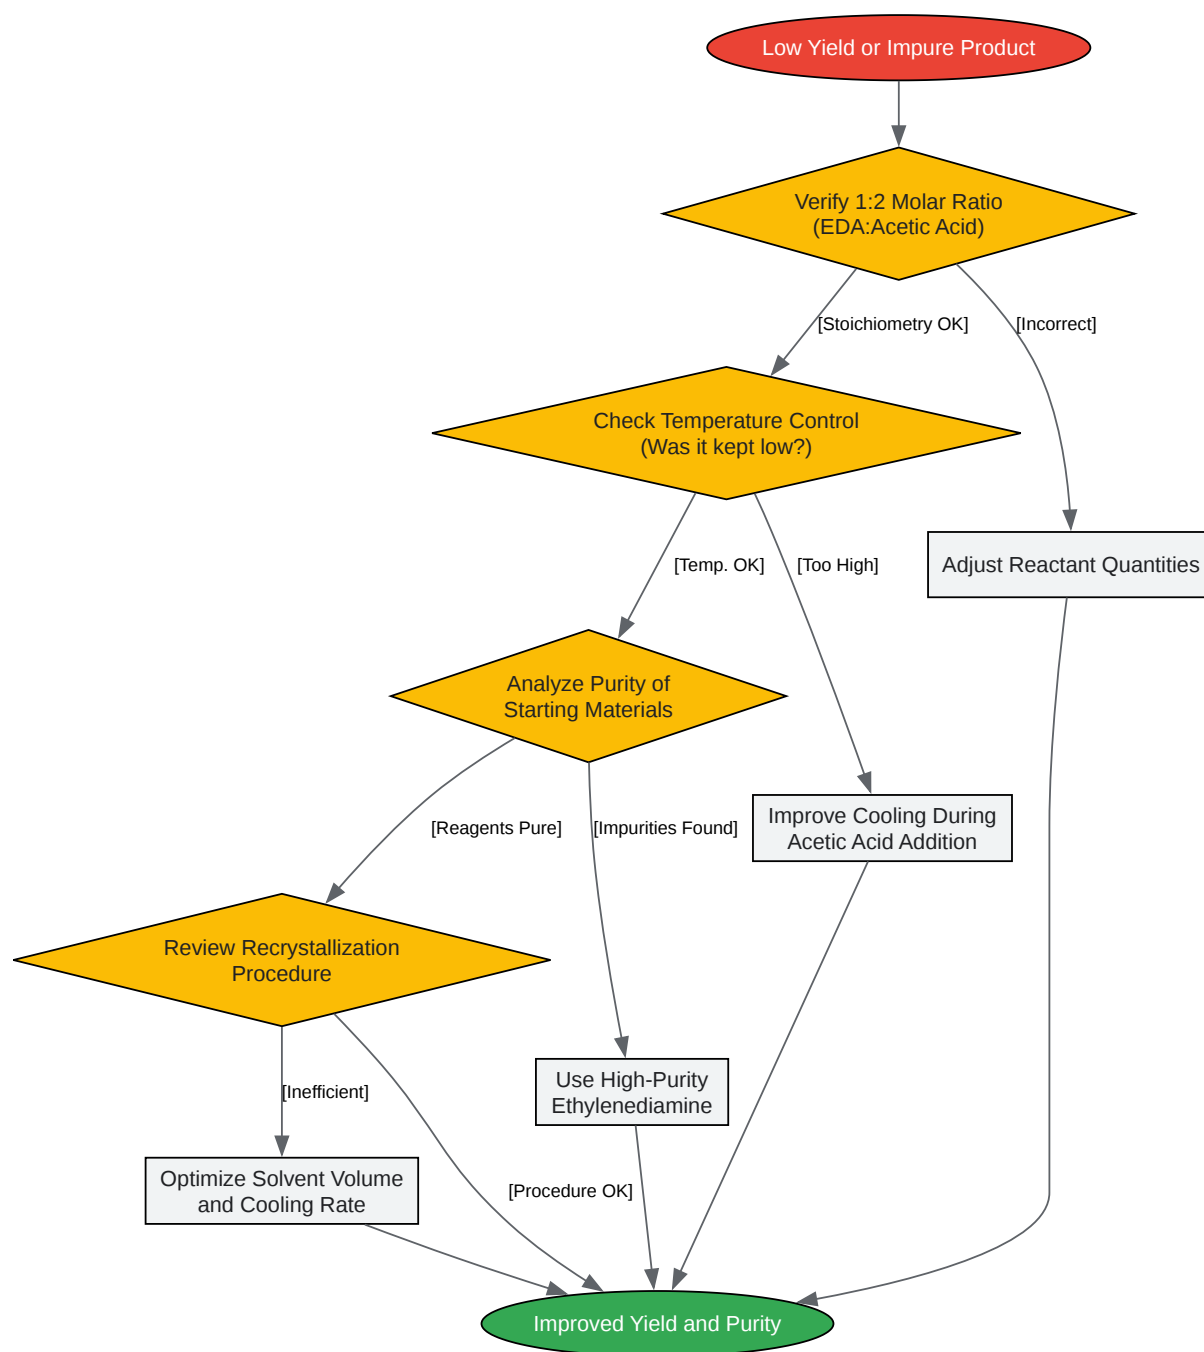 Low Yield or Impure Product
Verify 1:2 Molar Ratio
(EDA:Acetic Acid)
[Stoichiometry OK]
[Incorrect]
Check Temperature Control
(Was it kept low?)
[Temp. OK]
[Too High]
Adjust Reactant Quantities
Analyze Purity of
Starting Materials
[Reagents Pure]
[Impurities Found]
Improve Cooling During
Acetic Acid Addition
Review Recrystallization
Procedure
[Inefficient]
Use High-Purity
Ethylenediamine
Optimize Solvent Volume
and Cooling Rate
[Procedure OK]
Improved Yield and Purity